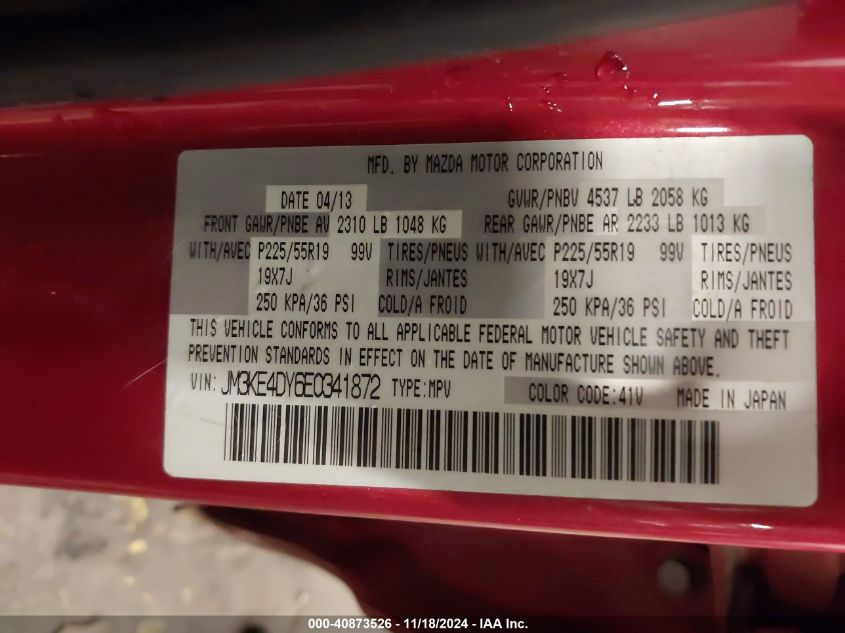 MFD. BY MAZDA MOTOR CORPORATION
DATE 04/13 GVWR/PNBV 4537 LB 2058 KG
FRONT GAWR/PNBE AV 2310 LB 1048 KG REAR GAWR/PNBE AR 2233 LB 1013 KG
WITH/AVEC P225/55R19 99V TIRES/PNEUS WITH/AVEC P225/55R19 99V TIRES/PNEUS
19X7J RIMS/JANTES 19X7J RIMS/JANTES
250 KPA/36 PSI COLD/A FROID 250 KPA/36 PSI COLD/A FROID
THIS VEHICLE CONFORMS TO ALL APPLICABLE FEDERAL MOTOR VEHICLE SAFETY AND THEFT
PREVENTION STANDARDS IN EFFECT ON THE DATE OF MANUFACTURE SHOWN ABOVE.
VIN: JM3KE4DY6E0341872 TYPE:MPV COLOR CODE:41V MADE IN JAPAN
000-40873526 - 11/18/2024 - IAA Inc.